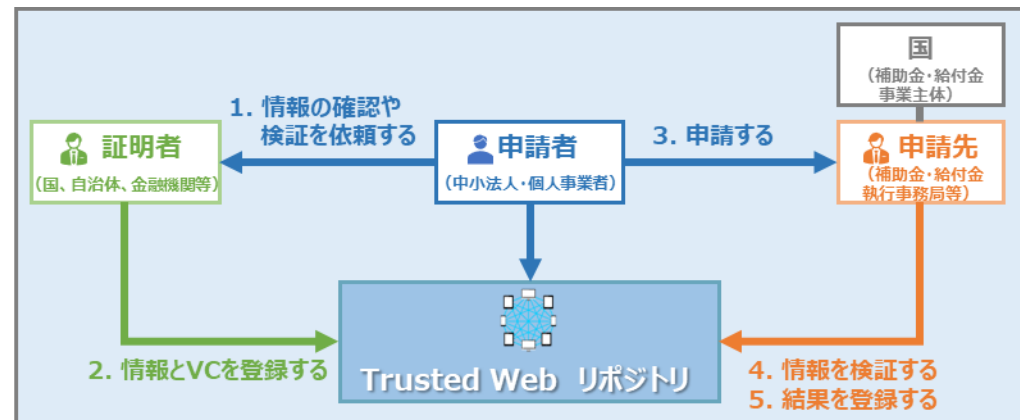 国
(補助金・給付金
事業主体)
1. 情報の確認や
検証を依頼する
証明者
(国、自治体、金融機関等)
申請者
(中小法人・個人事業者)
3. 申請する
申請先
(補助金・給付金
執行事務局等)
2. 情報とVCを登録する
Trusted Web リポジトリ
4. 情報を検証する
5. 結果を登録する